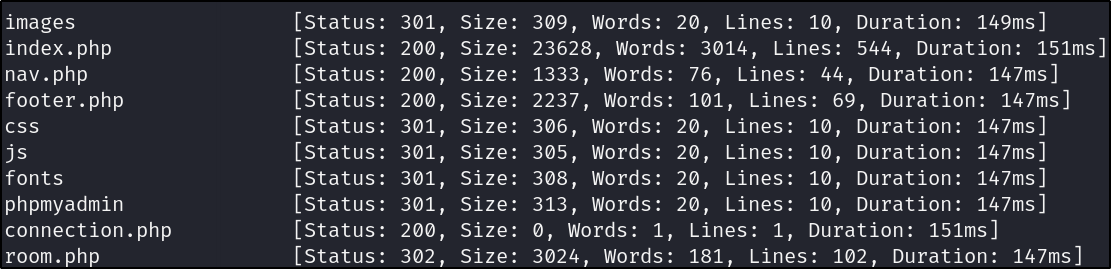 images [Status: 301, Size: 309, Words: 20, Lines: 10, Duration: 149ms]
index.php [Status: 200, Size: 23628, Words: 3014, Lines: 544, Duration: 151ms]
nav.php [Status: 200, Size: 1333, Words: 76, Lines: 44, Duration: 147ms]
footer.php [Status: 200, Size: 2237, Words: 101, Lines: 69, Duration: 147ms]
css [Status: 301, Size: 306, Words: 20, Lines: 10, Duration: 147ms]
js [Status: 301, Size: 305, Words: 20, Lines: 10, Duration: 147ms]
fonts [Status: 301, Size: 308, Words: 20, Lines: 10, Duration: 147ms]
phpmyadmin [Status: 301, Size: 313, Words: 20, Lines: 10, Duration: 147ms]
connection.php [Status: 200, Size: 0, Words: 1, Lines: 1, Duration: 151ms]
room.php [Status: 302, Size: 3024, Words: 181, Lines: 102, Duration: 147ms]